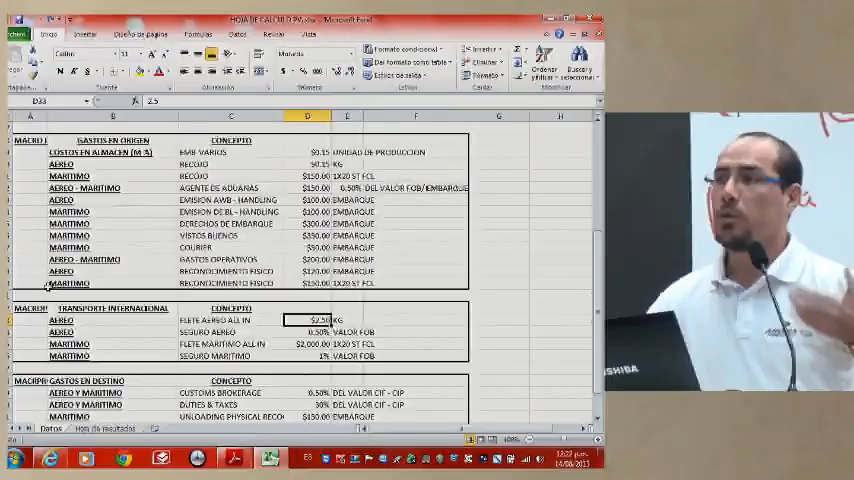 HOJA DE CALCULO PV.xlsx - Microsoft Excel
Inicio Insertar Diseño de página Fórmulas Datos Revisar Vista
Calibri 11 Moneda Formato condicional Insertar
Dar formato como tabla Eliminar
Estilos de celda Formato Ordenar y filtrar Buscar y seleccionar
Fuente Alineación Número Estilos Celdas Modificar
D33 2.5
A B C D E F G H
GASTOS EN ORIGEN CONCEPTO
EMB VARIOS $0.15 UNIDAD DE PRODUCCION
AEREO RECOJO $0.15 KG
MARITIMO RECOJO $150.00 1X20 ST FCL
AEREO - MARITIMO AGENTE DE ADUANAS $150.00 0.50% DEL VALOR FOB/EMBARQUE
AEREO EMISION AWB - HANDLING $100.00 EMBARQUE
MARITIMO EMISION DE BL - HANDLING $100.00 EMBARQUE
MARITIMO DERECHOS DE EMBARQUE $300.00 EMBARQUE
MARITIMO VISTOS BUENOS $350.00 EMBARQUE
MARITIMO COURIER EMBARQUE
AEREO - MARITIMO GASTOS OPERATIVOS $200.00 EMBARQUE
AEREO RECONOCIMIENTO FISICO $120.00 EMBARQUE
MARITIMO RECONOCIMIENTO FISICO $150.00 1X20 ST FCL
TRANSPORTE INTERNACIONAL CONCEPTO
AEREO FLETE AEREO ALL IN $2.50 KG
AEREO SEGURO AEREO 0.50% VALOR FOB
MARITIMO FLETE MARITIMO ALL IN $2,000.00 1X20 ST FCL
MARITIMO SEGURO MARITIMO 1% VALOR FOB
GASTOS EN DESTINO CONCEPTO
AEREO Y MARITIMO CUSTOMS BROKERAGE 0.50% DEL VALOR CIF - CIP
AEREO Y MARITIMO DUTIES & TAXES 30% DEL VALOR CIF - CIP
MARITIMO UNLOADING PHYSICAL RECO $150.00 EMBARQUE
Datos Hoja de resultados
100%
ES 12:22 p.m.
14/08/2013
TOSHIBA